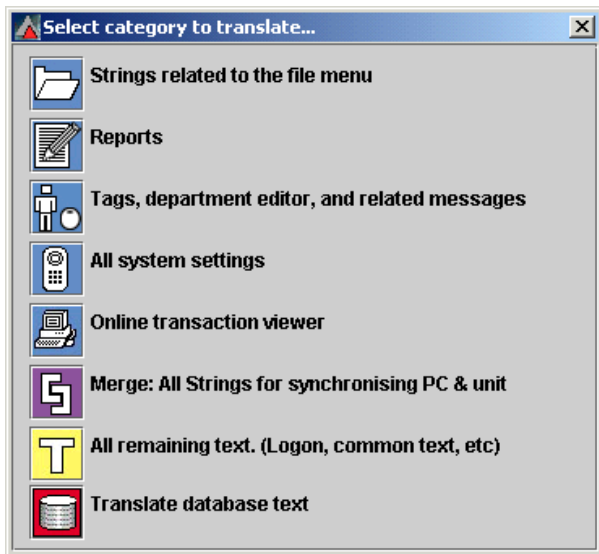 Select category to translate...
Strings related to the file menu
Reports
Tags, department editor, and related messages
All system settings
Online transaction viewer
Merge: All Strings for synchronising PC & unit
T
All remaining text. (Logon, common text, etc)
Translate database text